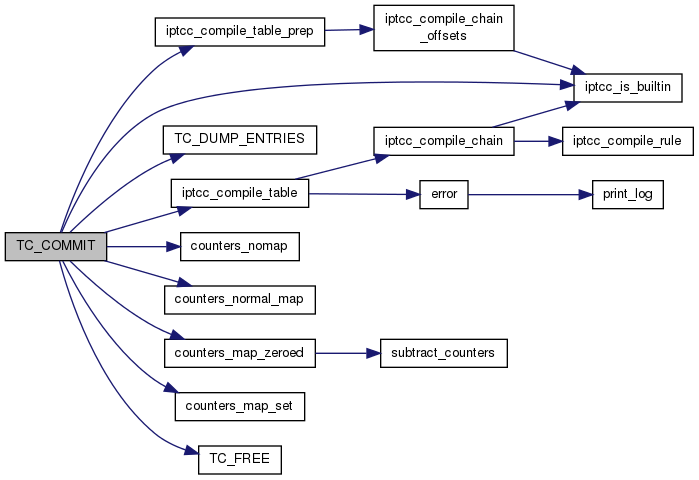 iptcc_compile_table_prep
iptcc_compile_chain
_offsets
iptcc_is_builtin
TC_DUMP_ENTRIES
iptcc_compile_chain
iptcc_compile_rule
iptcc_compile_table
error
print_log
TC_COMMIT
counters_nomap
counters_normal_map
counters_map_zeroed
subtract_counters
counters_map_set
TC_FREE